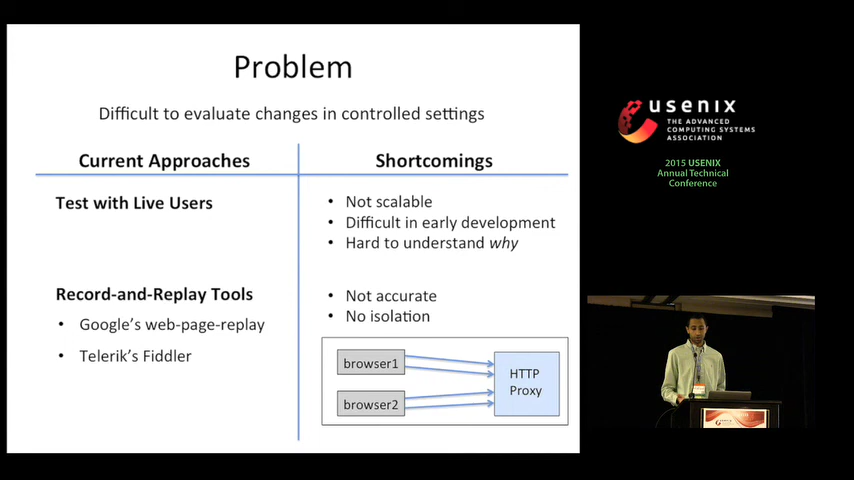 Problem
Difficult to evaluate changes in controlled settings
Current Approaches
Shortcomings
Test with Live Users
• Not scalable
• Difficult in early development
• Hard to understand why
Record-and-Replay Tools
• Google's web-page-replay
• Telerik's Fiddler
• Not accurate
• No isolation
browser1
browser2
HTTP
Proxy
usenix
THE ADVANCED
COMPUTING SYSTEMS
ASSOCIATION
2015 USENIX
Annual Technical
Conference
usenix